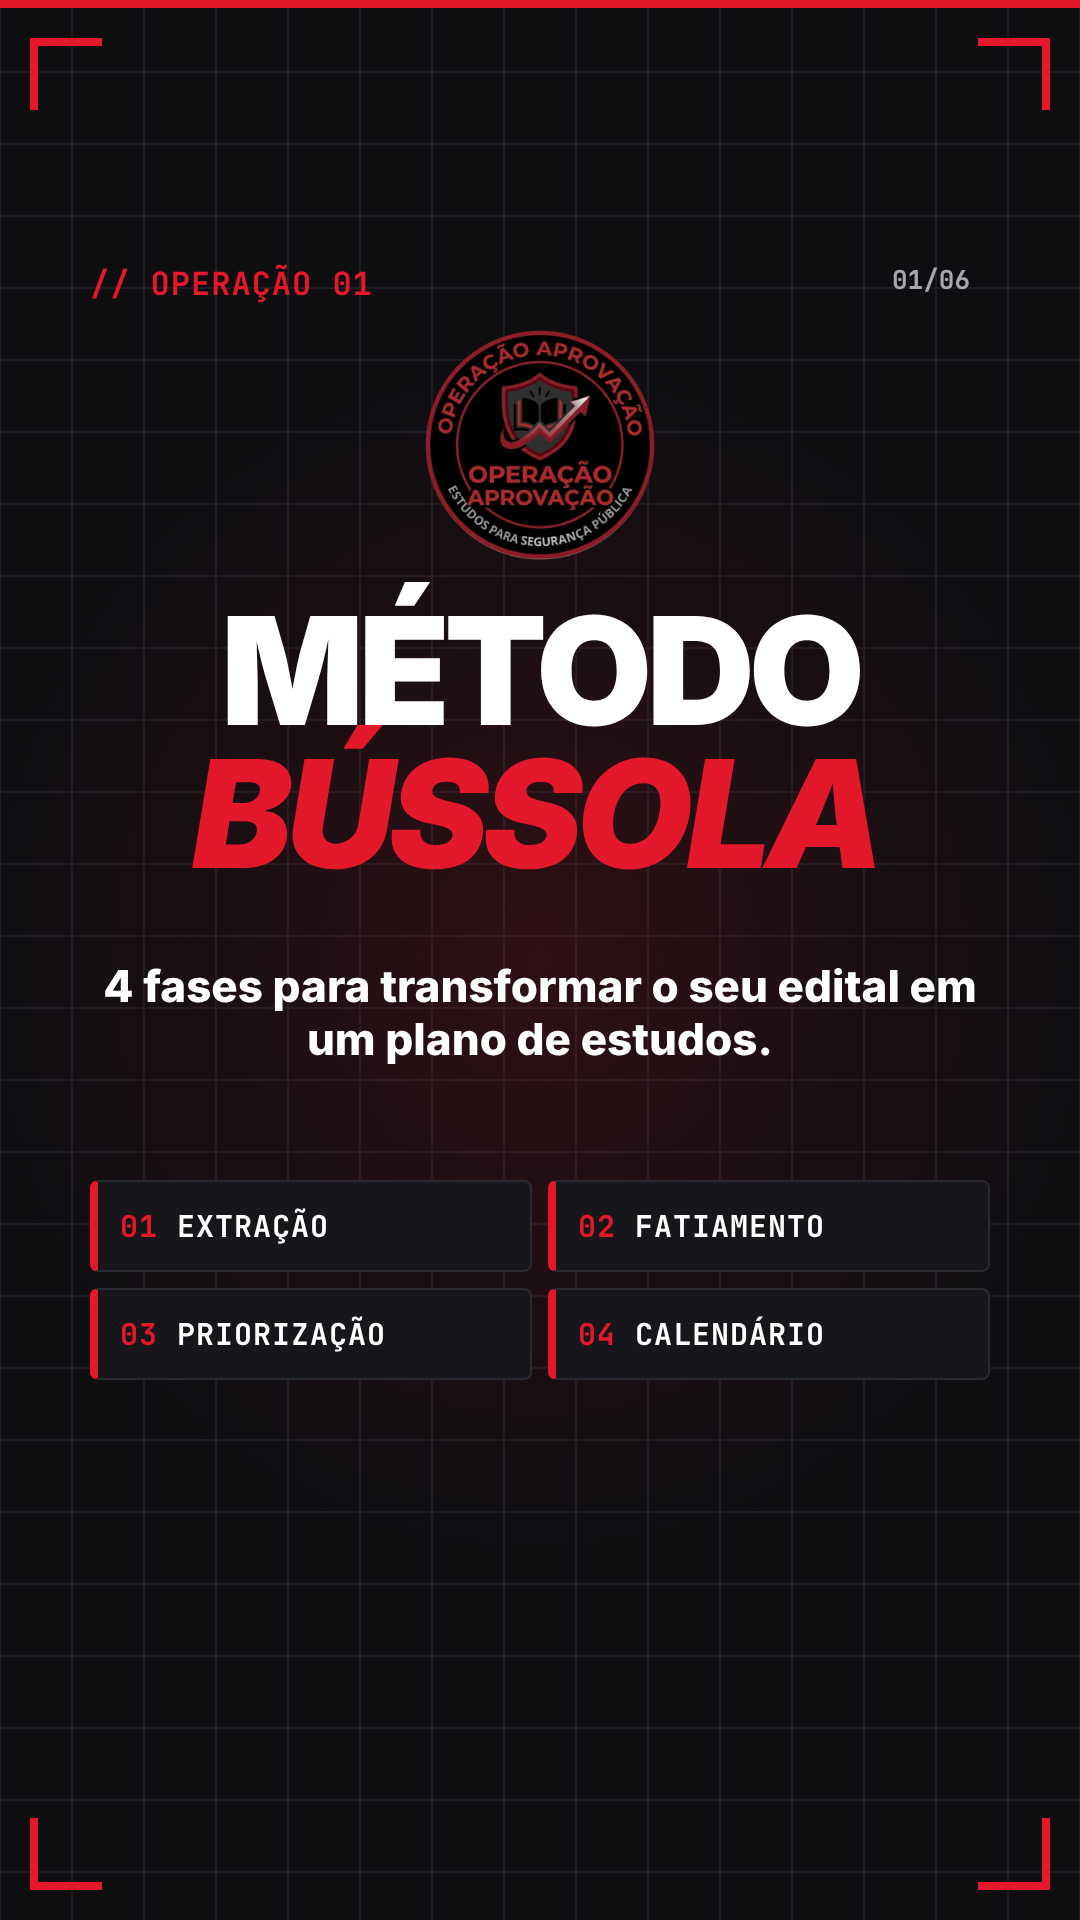 // OPERAÇÃO 01
01/06
OPERAÇÃO APROVAÇÃO
OPERAÇÃO
APROVAÇÃO
ESTUDOS PARA SEGURANÇA PÚBLICA
MÉTODO
BÚSSOLA
4 fases para transformar o seu edital em
um plano de estudos.
01 EXTRAÇÃO
02 FATIAMENTO
03 PRIORIZAÇÃO
04 CALENDÁRIO